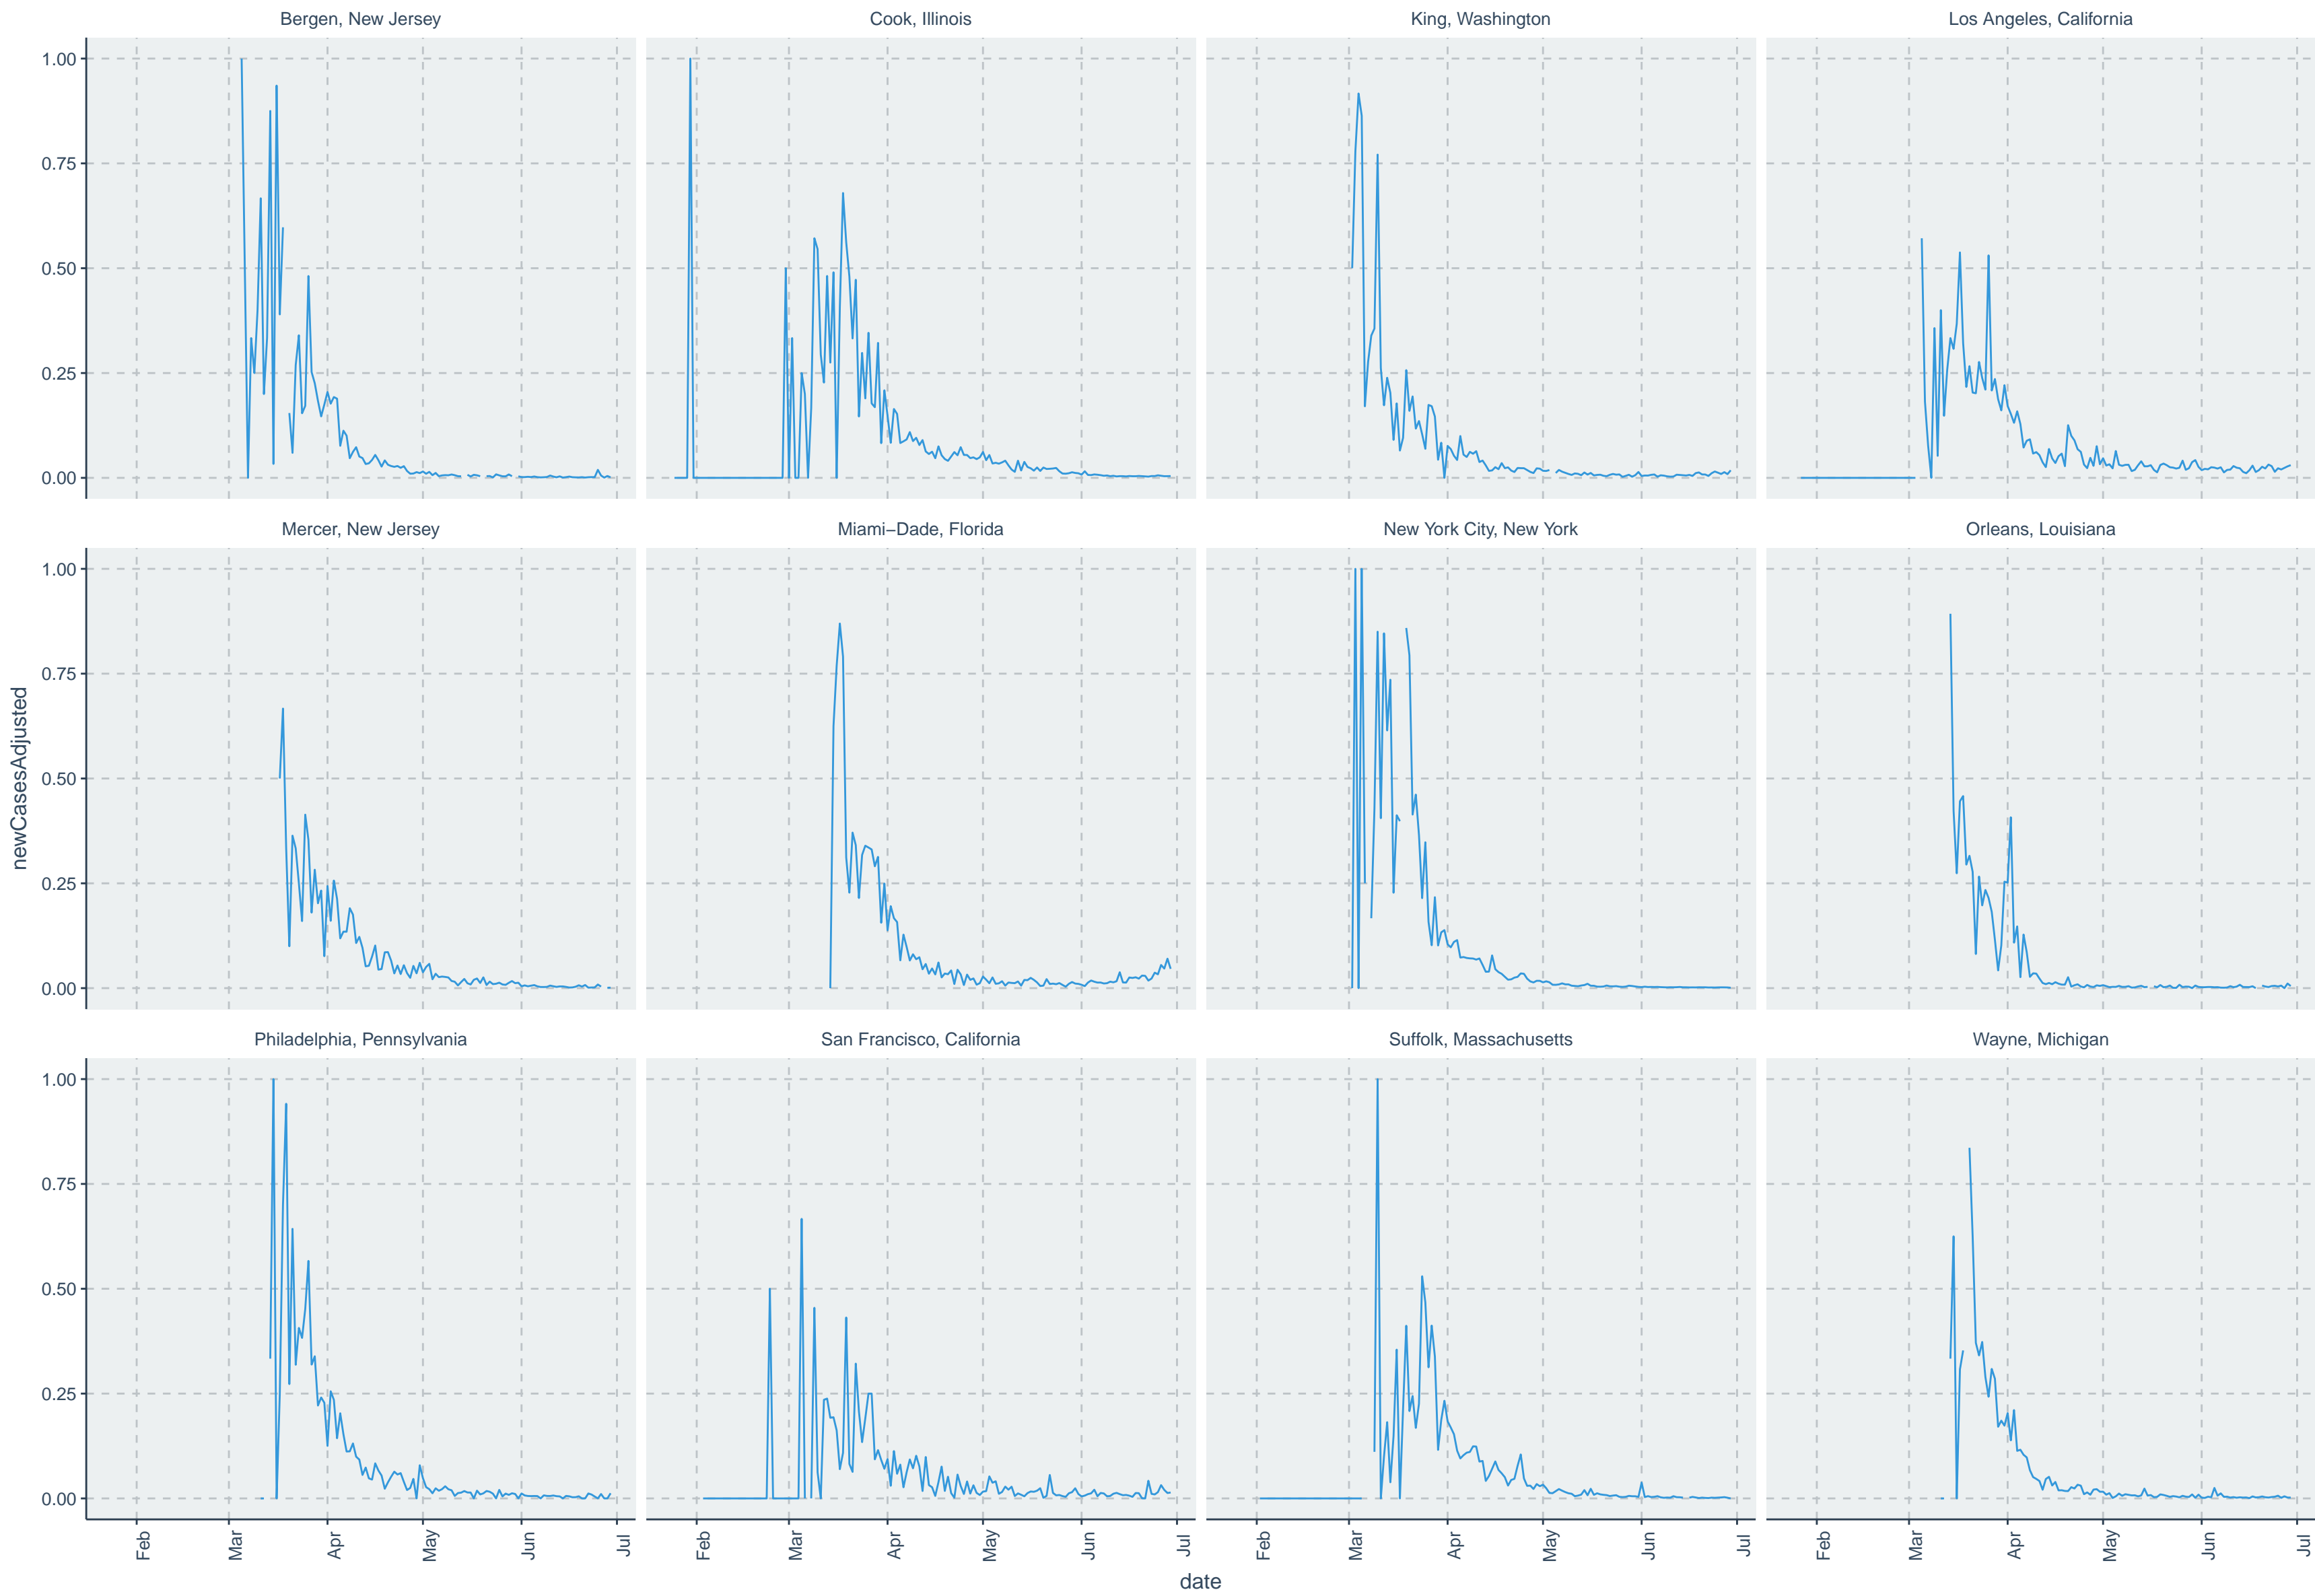 Bergen, New Jersey
Cook, Illinois
King, Washington
Los Angeles, California
1.00
0.75
0.50
0.25
0.00
Mercer, New Jersey
Miami−Dade, Florida
New York City, New York
Orleans, Louisiana
1.00
0.75
0.50
0.25
0.00
newCasesAdjusted
Philadelphia, Pennsylvania
San Francisco, California
Suffolk, Massachusetts
Wayne, Michigan
1.00
0.75
0.50
0.25
0.00
Feb
Mar
Apr
May
Jun
Jul
Feb
Mar
Apr
May
Jun
Jul
Feb
Mar
Apr
May
Jun
Jul
Feb
Mar
Apr
May
Jun
Jul
date